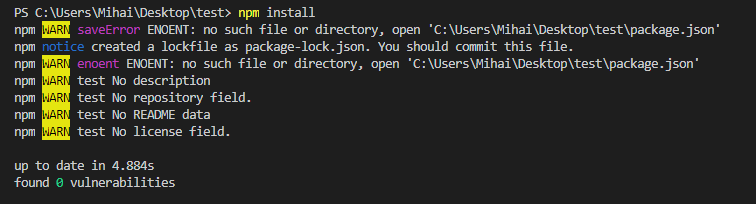 PS C:\Users\Mihai\Desktop\test> npm install
npm WARN saveError ENOENT: no such file or directory, open 'C:\Users\Mihai\Desktop\test\package.json'
npm notice created a lockfile as package-lock.json. You should commit this file.
npm WARN enoent ENOENT: no such file or directory, open 'C:\Users\Mihai\Desktop\test\package.json'
npm WARN test No description
npm WARN test No repository field.
npm WARN test No README data
npm WARN test No license field.
up to date in 4.884s
found 0 vulnerabilities